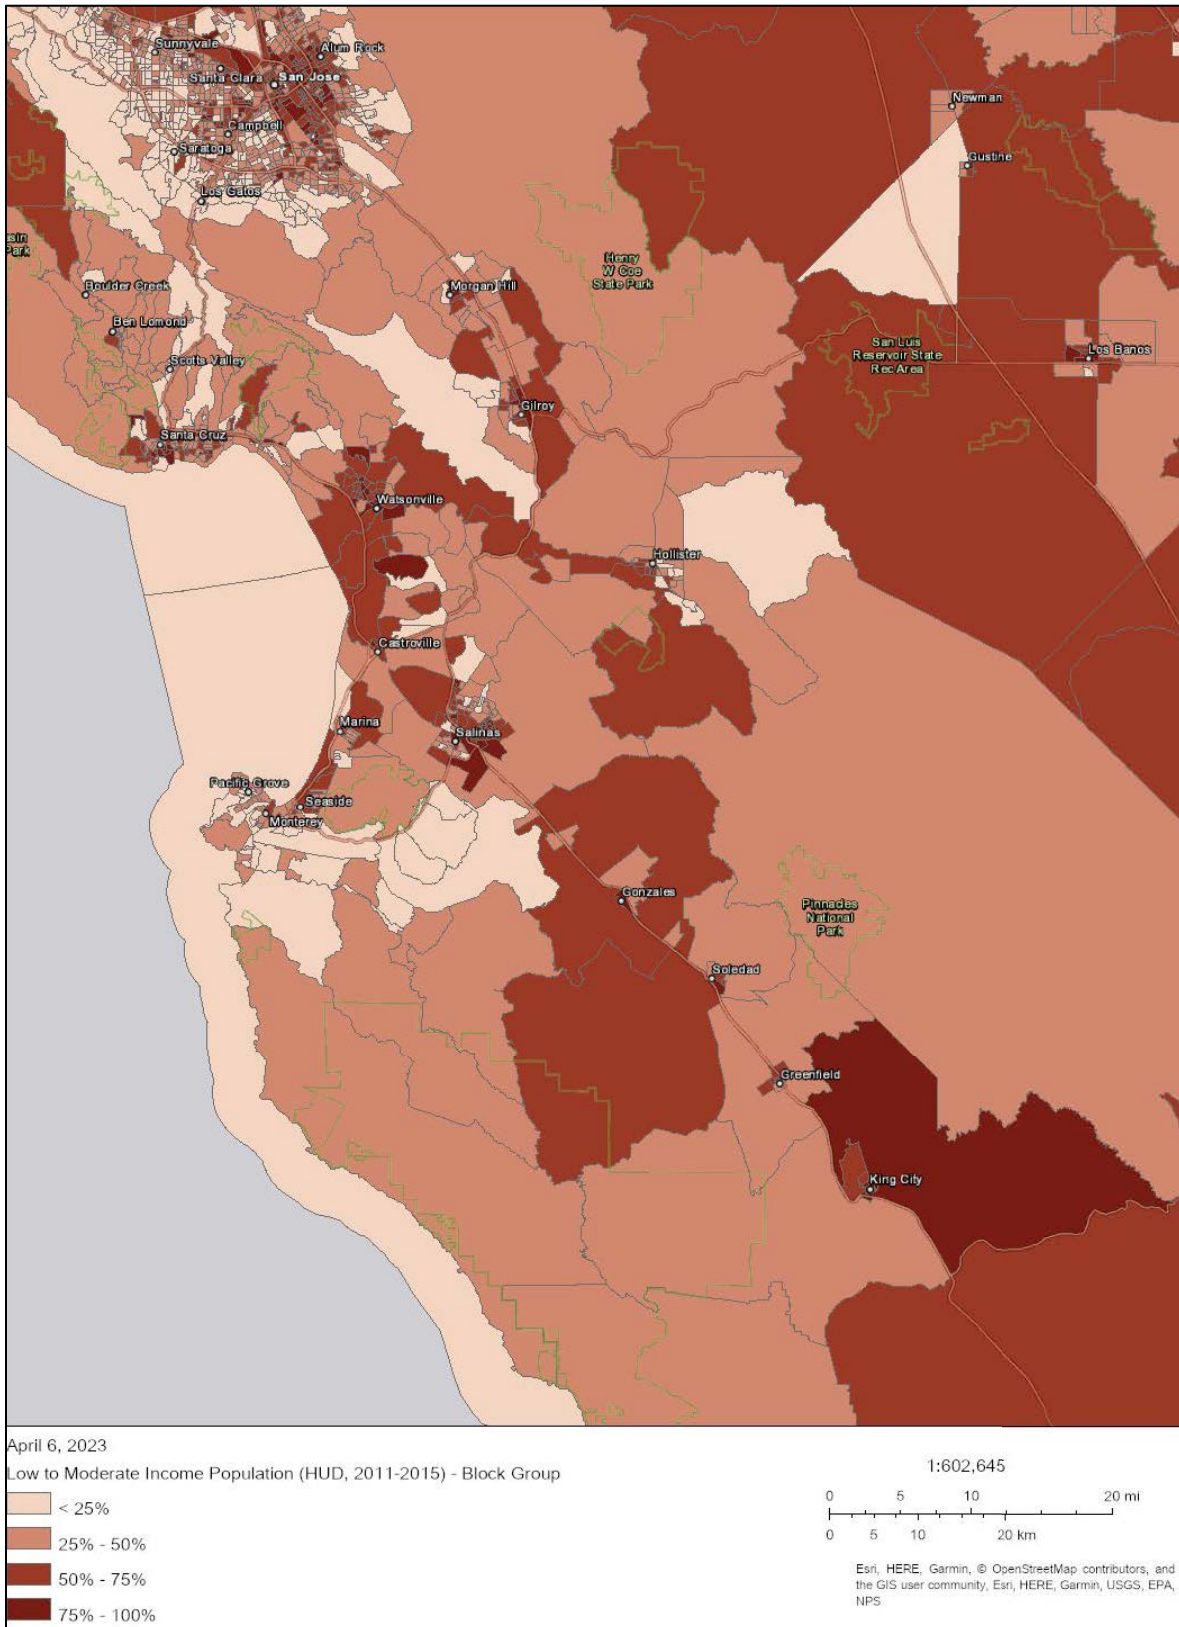 Sunnyvale
Alum Rock
Santa Clara
San Jose
Campbell
Saratoga
Los Gatos
Newman
Gustine
asin
Park
Henry
W Coe
State Park
Boulder Creek
Morgan Hill
Ben Lomond
San Luis
Reservoir State
Rec Area
Los Banos
Scotts Valley
Gilroy
Santa Cruz
Watsonville
Hollister
Castroville
Marina
Salinas
Pacific Grove
Seaside
Monterey
Gonzales
Pinnacles
National
Park
Soledad
Greenfield
King City
April 6, 2023
Low to Moderate Income Population (HUD, 2011-2015) - Block Group
< 25%
25% - 50%
50% - 75%
75% - 100%
1:602,645
0 5 10 20 mi
0 5 10 20 km
Esri, HERE, Garmin, © OpenStreetMap contributors, and
the GIS user community, Esri, HERE, Garmin, USGS, EPA,
NPS